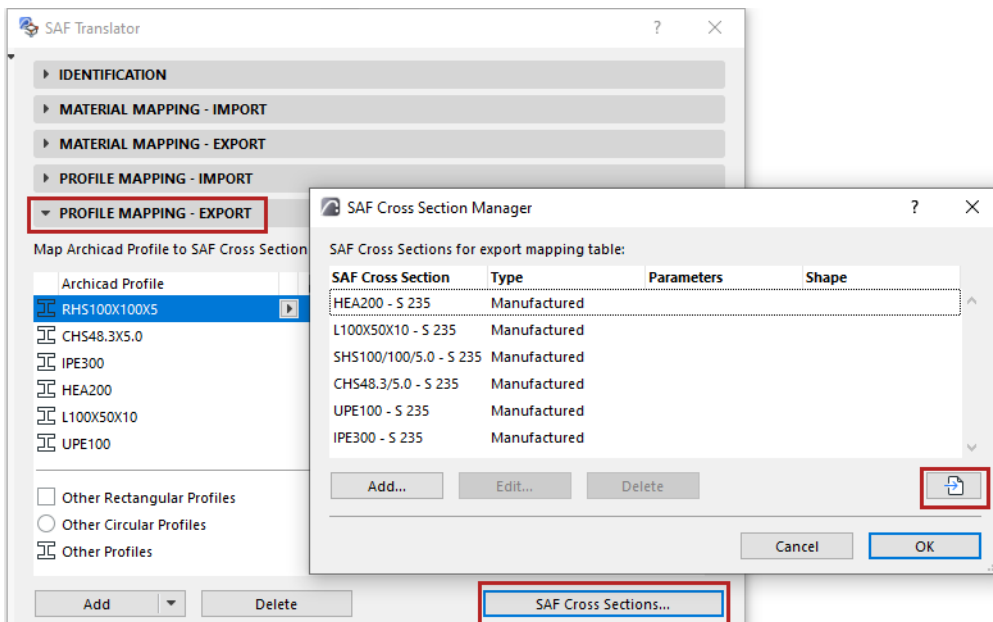 SAF Translator ?
IDENTIFICATION
MATERIAL MAPPING - IMPORT
MATERIAL MAPPING - EXPORT
PROFILE MAPPING - IMPORT
PROFILE MAPPING - EXPORT
Map Archicad Profile to SAF Cross Section
Archicad Profile
RHS100X100X5
CHS48.3X5.0
IPE300
HEA200
L100X50X10
UPE100
Other Rectangular Profiles
Other Circular Profiles
Other Profiles
Add
Delete
SAF Cross Sections...
SAF Cross Section Manager ?
SAF Cross Sections for export mapping table:
SAF Cross Section Type Parameters Shape
HEA200 - S 235 Manufactured
L100X50X10 - S 235 Manufactured
SHS100/100/5.0 - S 235 Manufactured
CHS48.3/5.0 - S 235 Manufactured
UPE100 - S 235 Manufactured
IPE300 - S 235 Manufactured
Add... Edit... Delete
Cancel OK